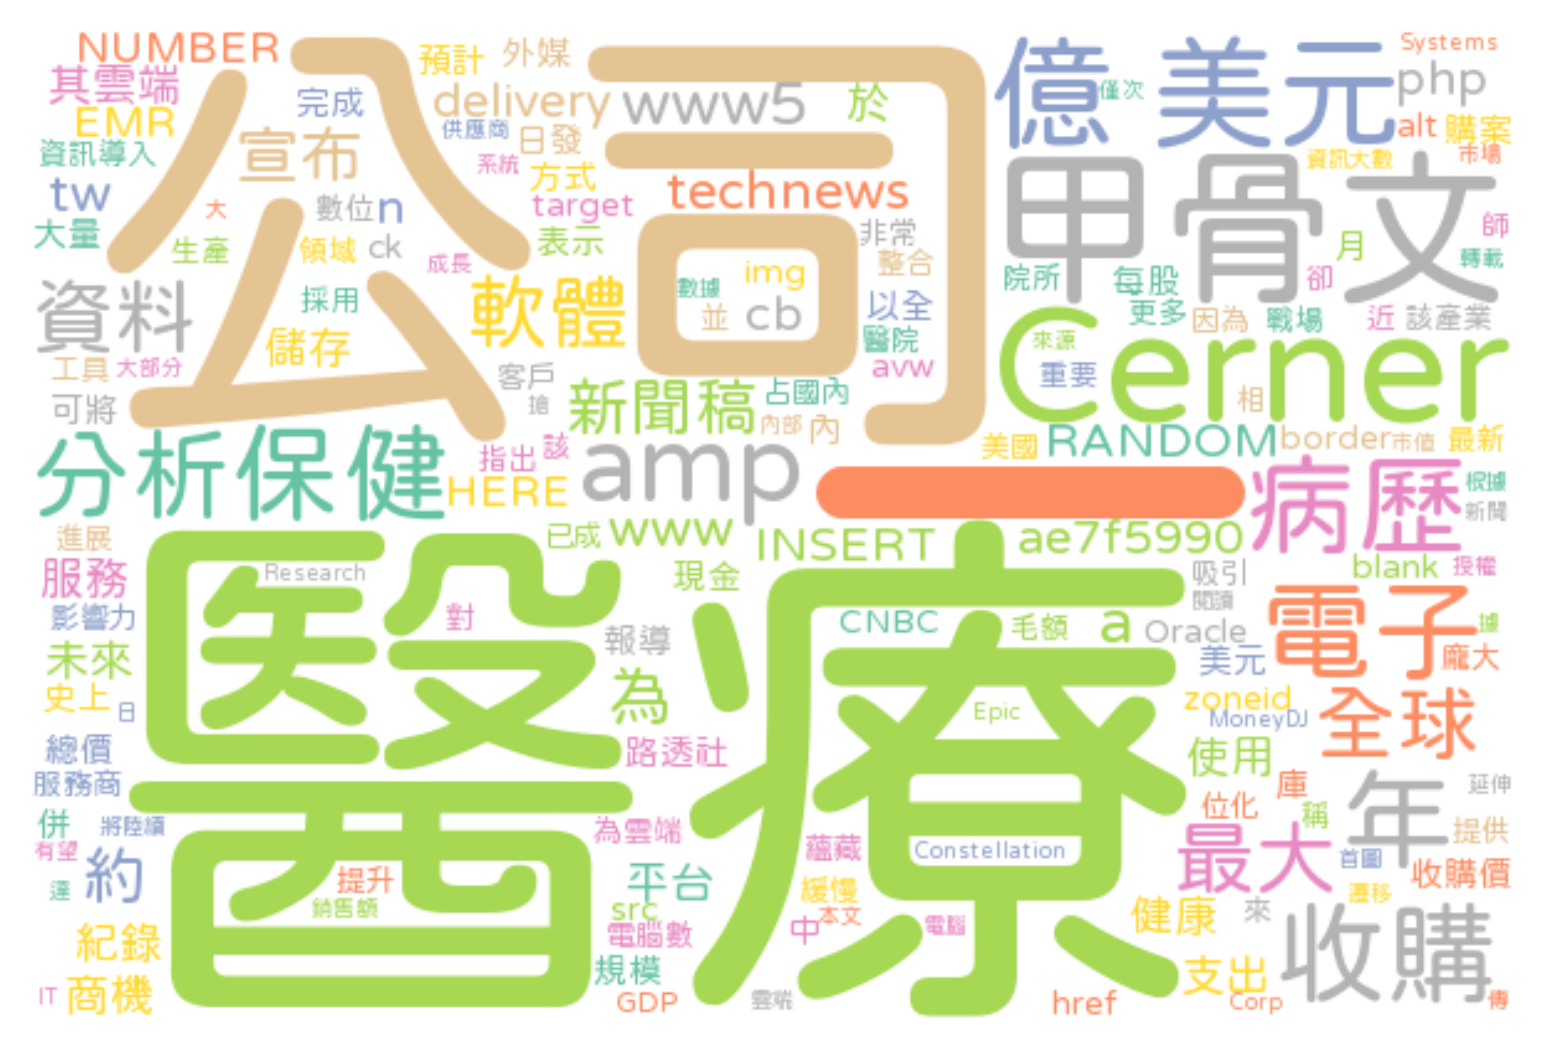 NUMBER
公司
預計
外媒
億 美元
Systems
其雲端
完成
delivery
www5
於
僅次
php
EMR
宣布
供應商
日發
alt
購案
資訊導入
系統
資訊大數
市場
tw
大
數位
n
方式
technews
甲骨文
target
師
大量
生產
領域
ck
表示
非常
月
成長
img
整合
院所
每股
卻
轉載
資料
採用
軟體
數據
並
cb
以全
更多
因為
戰場
近
該產業
儲存
醫院
Cerner
來源
工具
大部分
客戶
avw
重要
可將
搶
新聞稿
占國內
相
內部
內
分析
保健
指出
該
amp
美國
RANDOM
border
市值
最新
HERE
一
病歷
根據
新聞
進展
已成
www
INSERT
ae7f5990
服務
Research
醫療
現金
吸引
blank
授權
閱讀
影響力
對
報導
CNBC
毛額
a
Oracle
電子
據
未來
為
美元
龐大
史上
日
Epic
zoneid
MoneyDJ
全球
總價
路透社
使用
服務商
庫
年
延伸
併
將陸續
為雲端
蘊藏
位化
稱
提供
有望
約
Constellation
最大
首圖
收購價
達
提升
平台
緩慢
遷移
銷售額
src
本文
健康
來
收購
紀錄
電腦數
中
電腦
規模
支出
IT
商機
GDP
雲端
href
Corp
傳